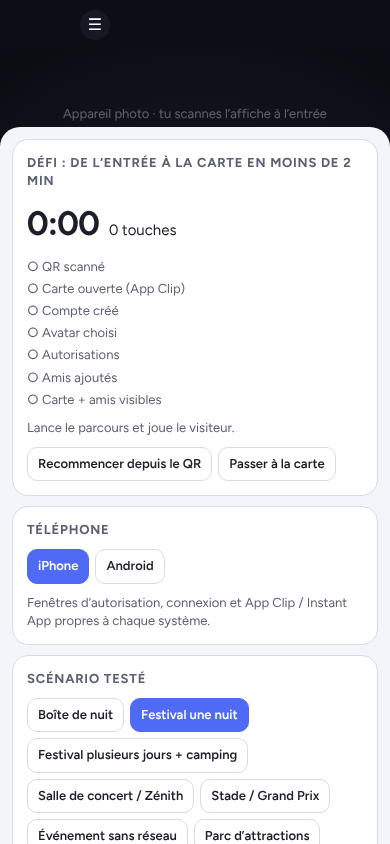 Appareil photo · tu scannes l’affiche à l’entrée
DÉFI : DE L’ENTRÉE À LA CARTE EN MOINS DE 2
MIN
0:00 0 touches
QR scanné
Carte ouverte (App Clip)
Compte créé
Avatar choisi
Autorisations
Amis ajoutés
Carte + amis visibles
Lance le parcours et joue le visiteur.
Recommencer depuis le QR Passer à la carte
TÉLÉPHONE
iPhone Android
Fenêtres d’autorisation, connexion et App Clip / Instant
App propres à chaque système.
SCÉNARIO TESTÉ
Boîte de nuit Festival une nuit
Festival plusieurs jours + camping
Salle de concert / Zénith Stade / Grand Prix
Événement sans réseau Parc d’attractions